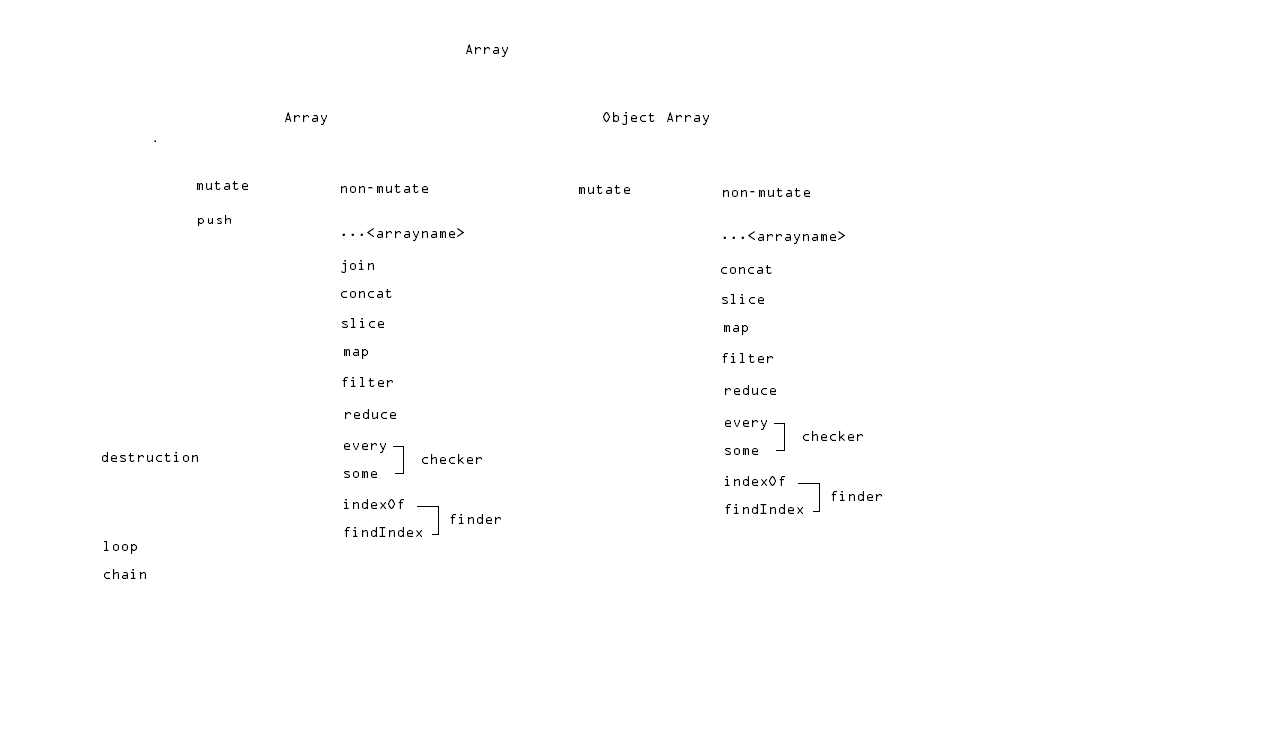 Array
Array Object Array
.
mutate non-mutate mutate non-mutate
push
...<arrayname> ...<arrayname>
join concat
concat slice
slice map
map filter
filter reduce
reduce every
every some checker
some checker
destruction
indexOf indexOf
findIndex findIndex finder
finder
loop
chain